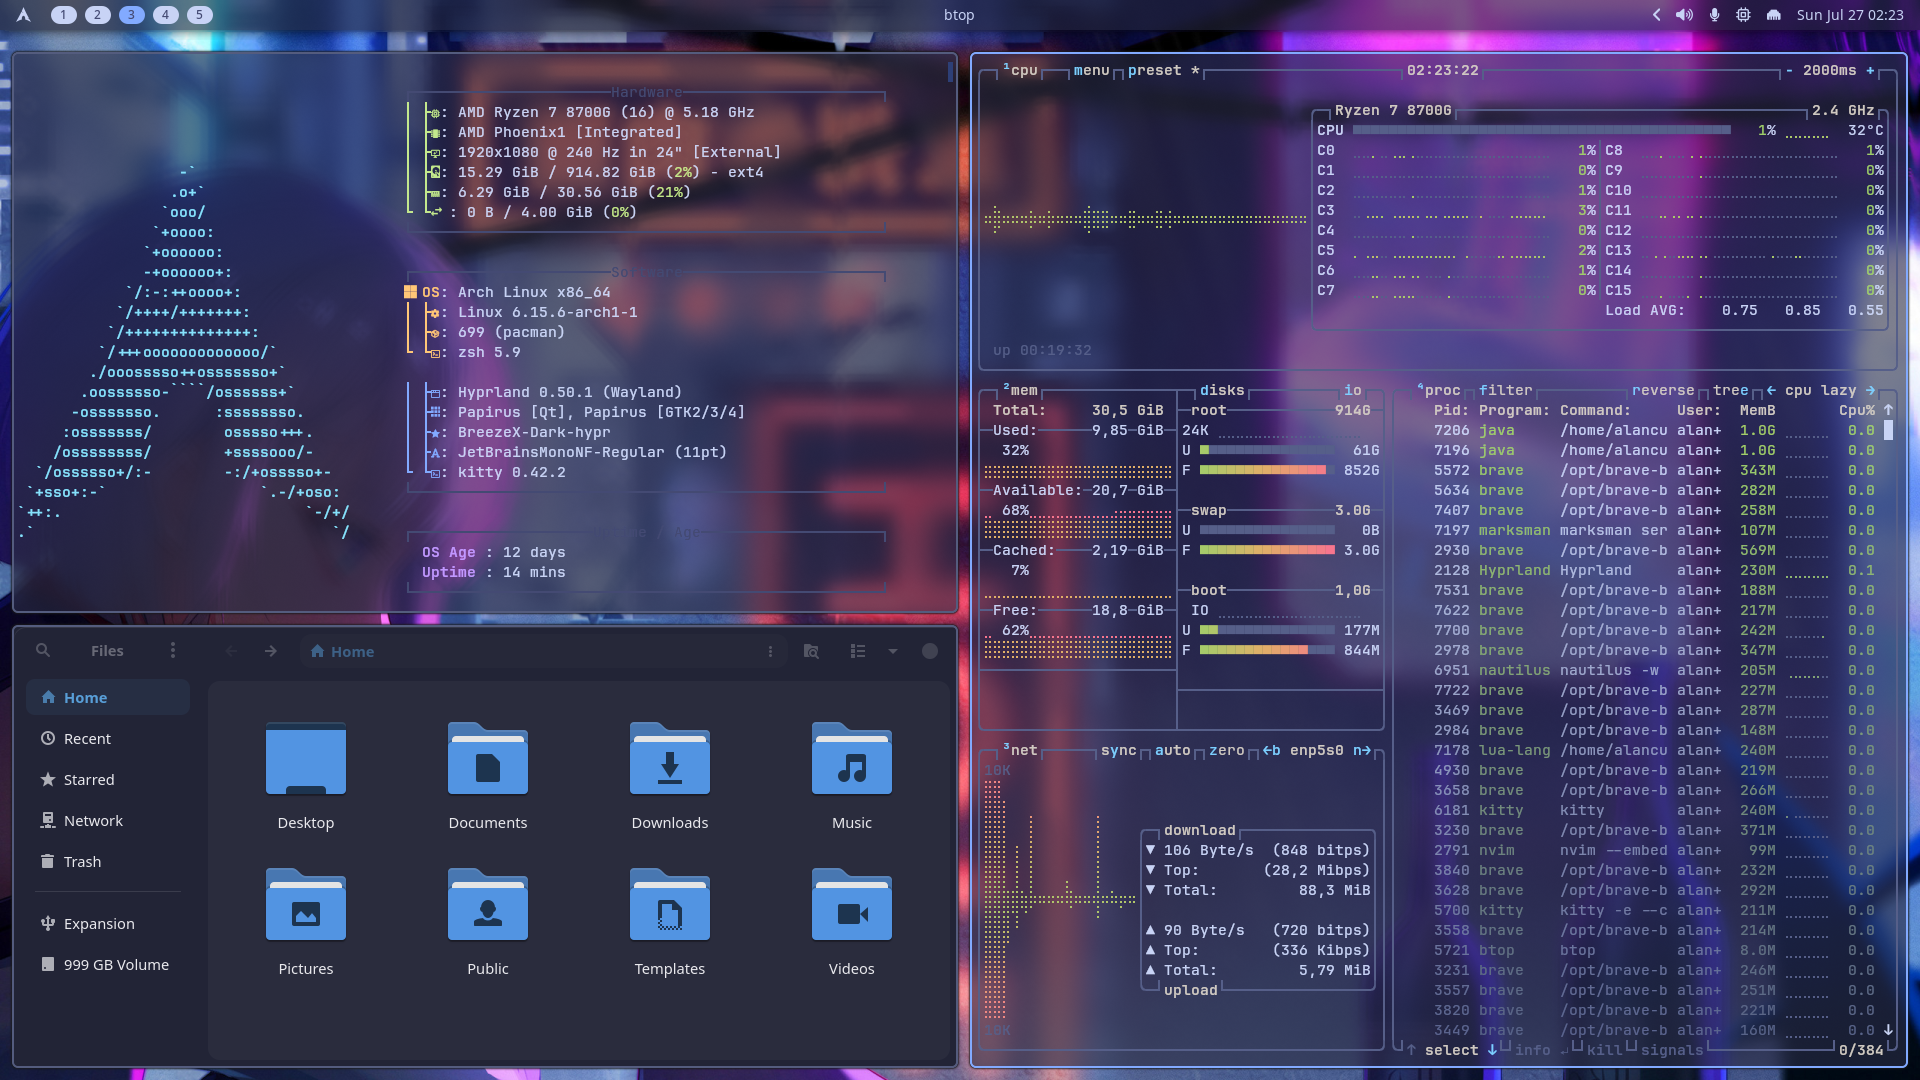 1 2 3 4 5
btop
Sun Jul 27 02:23
Hardware
: AMD Ryzen 7 8700G (16) @ 5.18 GHz
: AMD Phoenix1 [Integrated]
: 1920x1080 @ 240 Hz in 24" [External]
: 15.29 GiB / 914.82 GiB (2%) - ext4
: 6.29 GiB / 30.56 GiB (21%)
: 0 B / 4.00 GiB (0%)
Software
OS: Arch Linux x86_64
: Linux 6.15.6-arch1-1
: 699 (pacman)
: zsh 5.9
: Hyprland 0.50.1 (Wayland)
: Papirus [Qt], Papirus [GTK2/3/4]
: BreezeX-Dark-hypr
: JetBrainsMonoNF-Regular (11pt)
: kitty 0.42.2
/ Age
OS Age : 12 days
Uptime : 14 mins
Files
Home
Home
Recent
Starred
Network
Trash
Expansion
999 GB Volume
Desktop Documents Downloads Music
Pictures Public Templates Videos
1cpu menu preset * 02:23:22 - 2000ms +
Ryzen 7 8700G 2.4 GHz
CPU 1% 32°C
C0 1% C8 1%
C1 0% C9 0%
C2 1% C10 0%
C3 3% C11 0%
C4 0% C12 0%
C5 2% C13 0%
C6 1% C14 0%
C7 0% C15 0%
Load AVG: 0.75 0.85 0.55
up 00:19:32
2mem
Total: 30,5 GiB
Used: 9,85 GiB
32%
Available: 20,7 GiB
68%
Cached: 2,19 GiB
7%
Free: 18,8 GiB
62%
disks io
root 914G
24K
U 61G
F 852G
swap 3.0G
U 0B
F 3.0G
boot 1,0G
IO
U 177M
F 844M
3net sync auto zero ←b enp5s0 n→
10K
download
▼ 106 Byte/s (848 bitps)
▼ Top: (28,2 Mibps)
▼ Total: 88,3 MiB
▲ 90 Byte/s (720 bitps)
▲ Top: (336 Kibps)
▲ Total: 5,79 MiB
upload
10K
4proc filter reverse tree ← cpu lazy →
Pid: Program: Command: User: MemB Cpu% ↑
7206 java /home/alancu alan+ 1.0G 0.0
7196 java /home/alancu alan+ 1.0G 0.0
5572 brave /opt/brave-b alan+ 343M 0.0
5634 brave /opt/brave-b alan+ 282M 0.0
7407 brave /opt/brave-b alan+ 258M 0.0
7197 marksman marksman ser alan+ 107M 0.0
2930 brave /opt/brave-b alan+ 569M 0.0
2128 Hyprland Hyprland alan+ 230M 0.1
7531 brave /opt/brave-b alan+ 188M 0.0
7622 brave /opt/brave-b alan+ 217M 0.0
7700 brave /opt/brave-b alan+ 242M 0.0
2978 brave /opt/brave-b alan+ 347M 0.0
6951 nautilus nautilus -w alan+ 205M 0.0
7722 brave /opt/brave-b alan+ 227M 0.0
3469 brave /opt/brave-b alan+ 287M 0.0
2984 brave /opt/brave-b alan+ 148M 0.0
7178 lua-lang /home/alancu alan+ 240M 0.0
4930 brave /opt/brave-b alan+ 219M 0.0
3658 brave /opt/brave-b alan+ 266M 0.0
6181 kitty kitty alan+ 240M 0.0
3230 brave /opt/brave-b alan+ 371M 0.0
2791 nvim nvim --embed alan+ 99M 0.0
3840 brave /opt/brave-b alan+ 232M 0.0
3628 brave /opt/brave-b alan+ 292M 0.0
5700 kitty kitty -e --c alan+ 211M 0.0
3558 brave /opt/brave-b alan+ 214M 0.0
5721 btop btop alan+ 8.0M 0.0
3231 brave /opt/brave-b alan+ 246M 0.0
3557 brave /opt/brave-b alan+ 251M 0.0
3820 brave /opt/brave-b alan+ 221M 0.0
3449 brave /opt/brave-b alan+ 160M 0.0 ↓
↑ select ↓ info ↵ kill signals 0/384